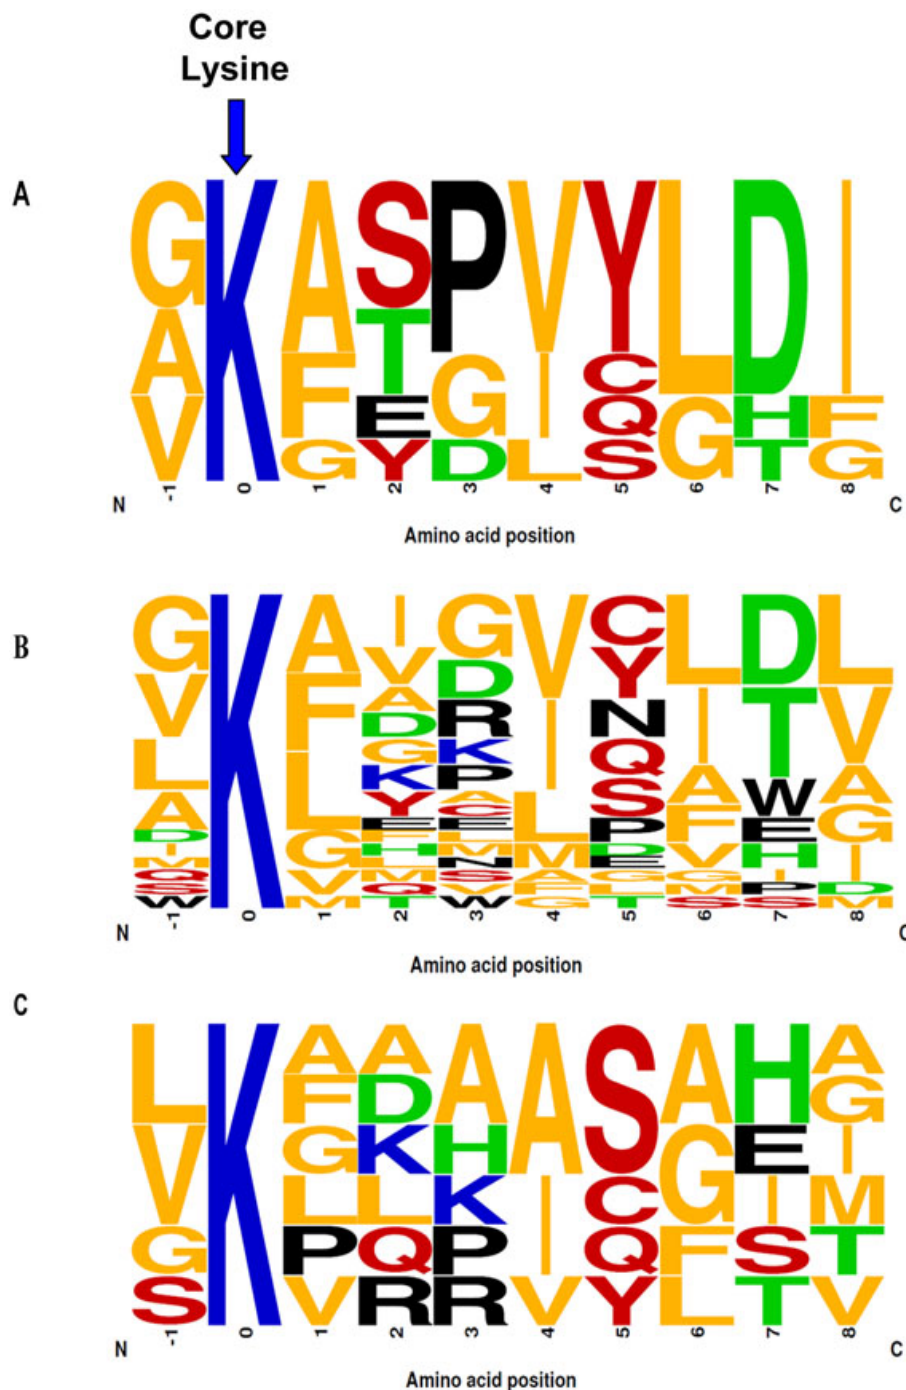 Core
Lysine
A
G K A S P V Y L D I
A F T G I C G H F
V G E D L Q T G
Y S
-1 0 1 2 3 4 5 6 7 8
N C
Amino acid position
B
G K A I G V C L D L
V F V D I Y I T V
L L A R L N A W A
A G D K M Q F E G
D V G P A S V H I
I M K A F P G I D
M Y C G D M P M
Q E E E S S
S F L G
W H M L
L N T
M S
Q V
T W
-1 0 1 2 3 4 5 6 7 8
N C
Amino acid position
C
L K A A A A S A H A
V F D H I C G E G
G G K K V Q F I I
S L L P Y L S M
P Q R T T
V R V
-1 0 1 2 3 4 5 6 7 8
N C
Amino acid position